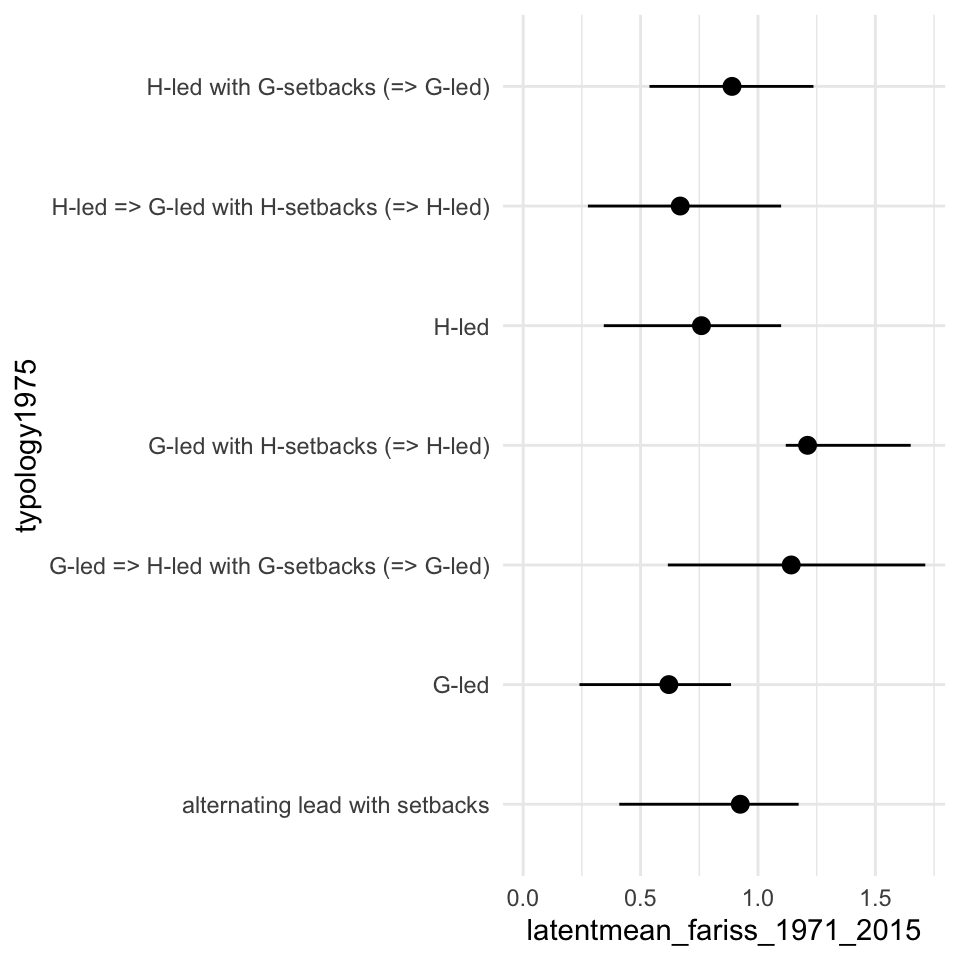 typology1975
H-led with G-setbacks (=> G-led)
H-led => G-led with H-setbacks (=> H-led)
H-led
G-led with H-setbacks (=> H-led)
G-led => H-led with G-setbacks (=> G-led)
G-led
alternating lead with setbacks
0.0 0.5 1.0 1.5
latentmean_fariss_1971_2015